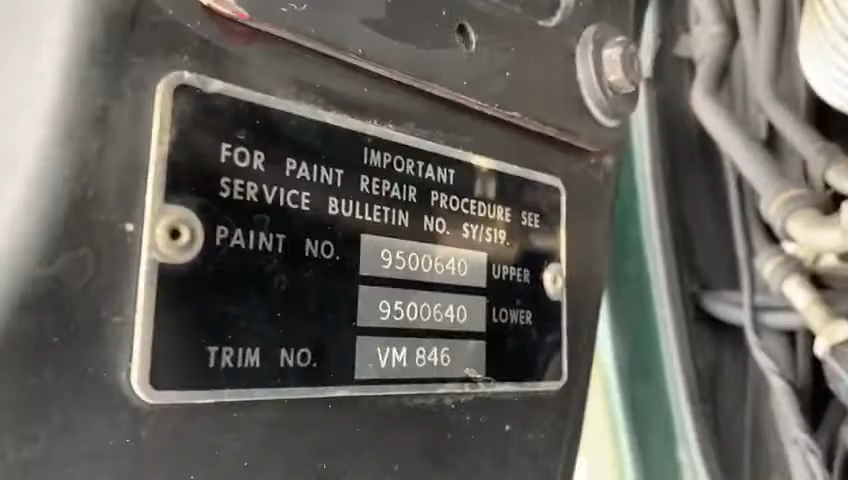 IMPORTANT
FOR PAINT REPAIR PROCEDURE SEE
SERVICE BULLETIN NO. SY/S19.
PAINT NO. 9500640 UPPER
9500640 LOWER
TRIM NO. VM 846